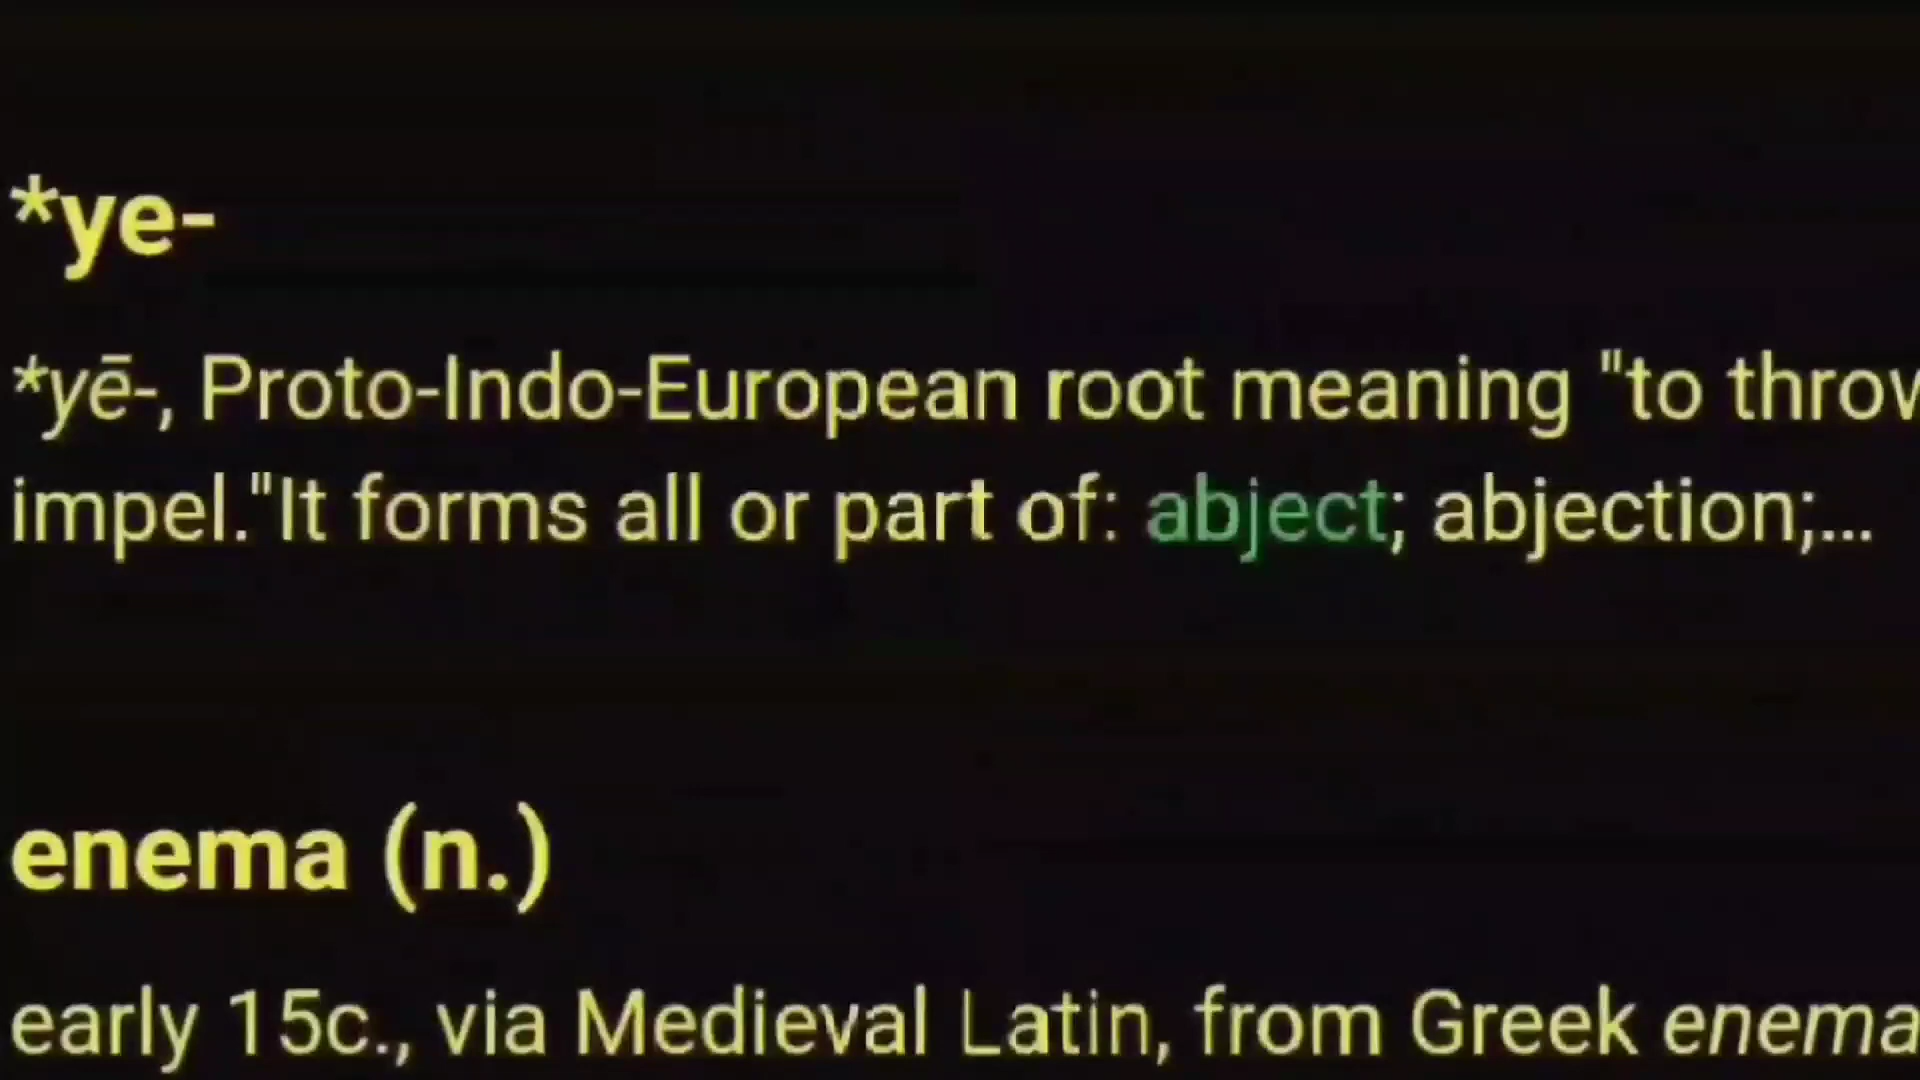 *ye-
*yē-, Proto-Indo-European root meaning "to throw
impel."It forms all or part of: abject; abjection;...
enema (n.)
early 15c., via Medieval Latin, from Greek enema